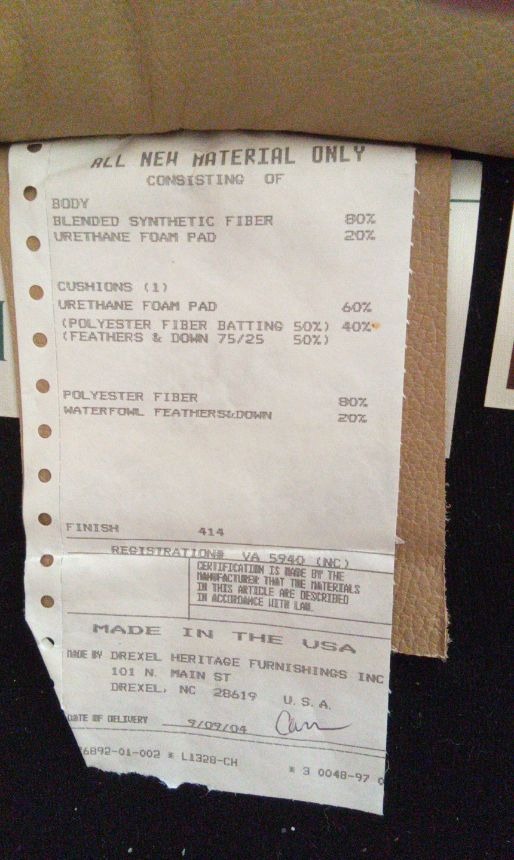 ALL NEW MATERIAL ONLY
CONSISTING OF
BODY
BLENDED SYNTHETIC FIBER 80%
URETHANE FOAM PAD 20%
CUSHIONS (1)
URETHANE FOAM PAD 60%
(POLYESTER FIBER BATTING 50%) 40%
(FEATHERS & DOWN 75/25 50%)
POLYESTER FIBER 80%
WATERFOWL FEATHERS&DOWN 20%
FINISH 414
REGISTRATION# VA 5940 (NC)
CERTIFICATION IS MADE BY THE
MANUFACTURER THAT THE MATERIALS
IN THIS ARTICLE ARE DESCRIBED
IN ACCORDANCE WITH LAW.
MADE IN THE USA
MADE BY DREXEL HERITAGE FURNISHINGS INC
101 N. MAIN ST
DREXEL, NC 28619 U.S.A.
DATE OF DELIVERY 9/09/04
6892-01-002 * L1328-CH * 3 0048-97 0